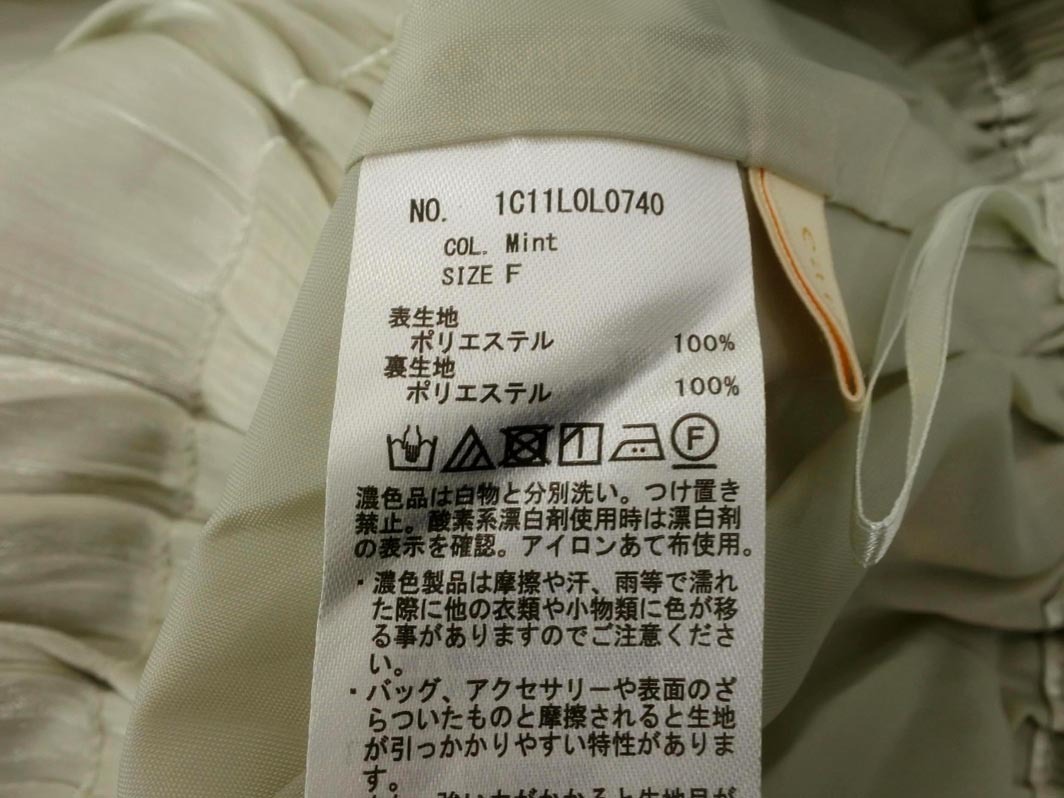 NO. 1C11L0L0740
COL. Mint
SIZE F
表生地
ポリエステル 100%
裏生地
ポリエステル 100%
F
濃色品は白物と分別洗い。つけ置き
禁止。酸素系漂白剤使用時は漂白剤
の表示を確認。アイロンあて布使用。
・濃色製品は摩擦や汗、雨等で濡れ
た際に他の衣類や小物類に色が移
る事がありますのでご注意くださ
い。
・バッグ、アクセサリーや表面のざ
らついたものと摩擦されると生地
が引っかかりやすい特性がありま
す。